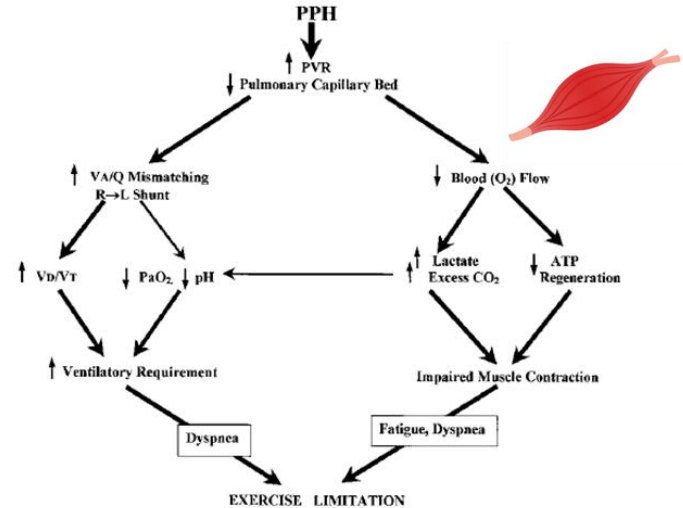 PPH
↑ PVR
↓ Pulmonary Capillary Bed
↑ VA/Q Mismatching
R→L Shunt
↓ Blood (O₂) Flow
↑ VD/VT
↓ PaO₂ ↓ pH
↑ Lactate
↑ Excess CO₂
↓ ATP
Regeneration
↑ Ventilatory Requirement
Impaired Muscle Contraction
Dyspnea
Fatigue, Dyspnea
EXERCISE LIMITATION